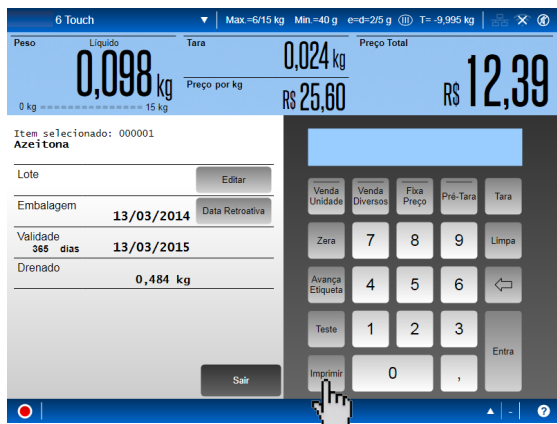 6 Touch ▼ Max.=6/15 kg Min.=40 g e=d=2/5 g (III) T= -9,995 kg
Peso Líquido Tara Preço Total
0,098 kg 0,024 kg
Preço por kg
R$ 25,60 R$ 12,39
0 kg 15 kg
Item selecionado: 000001
Azeitona
Lote Editar
Embalagem 13/03/2014 Data Retroativa
Validade
365 dias 13/03/2015
Drenado
0,484 kg
Sair
Venda Unidade Venda Diversos Fixa Preço Pré-Tara Tara
Zera 7 8 9 Limpa
Avança Etiqueta 4 5 6
Teste 1 2 3
Entra
Imprimir 0 ,
▲ - ?